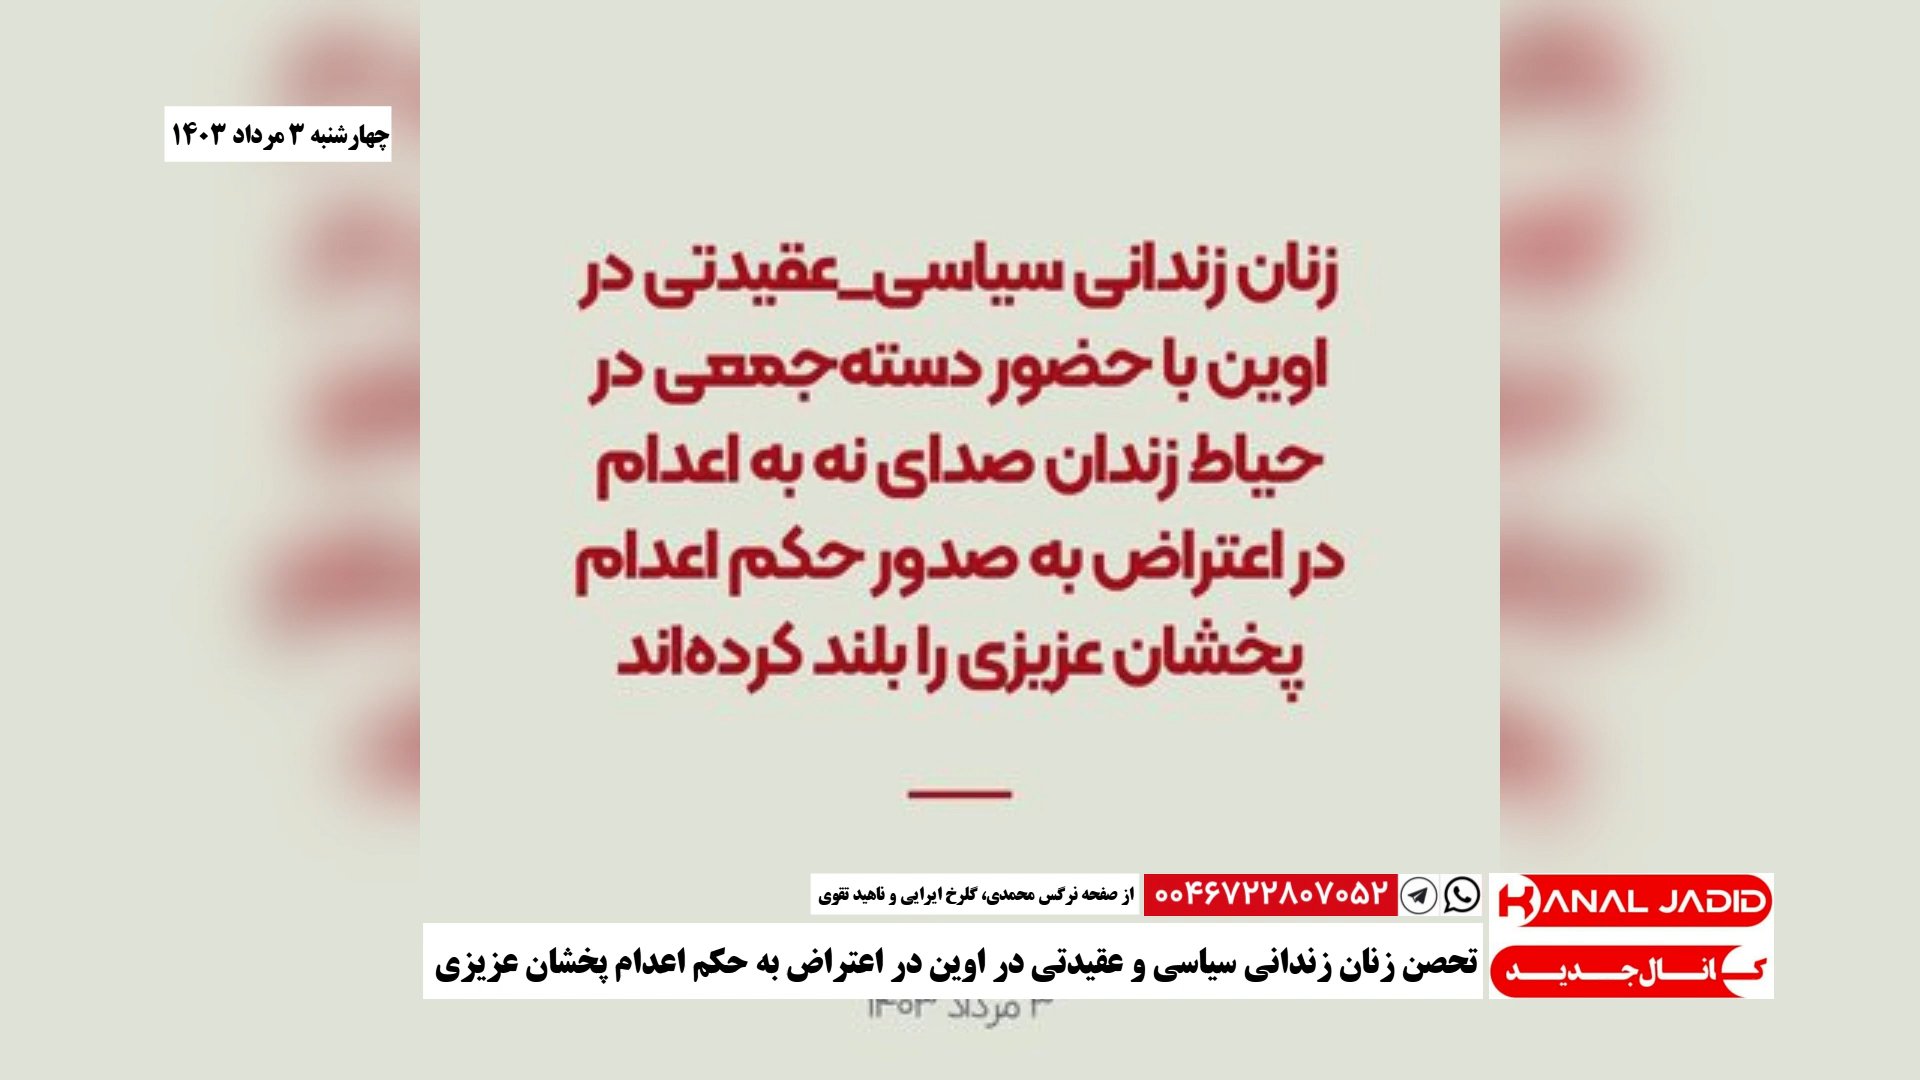 چهارشنبه ۳ مرداد ۱۴۰۳
زنان زندانی سیاسی_عقیدتی در
اوین با حضور دسته‌جمعی در
حیاط زندان صدای نه به اعدام
در اعتراض به صدور حکم اعدام
پخشان عزیزی را بلند کرده‌اند
از صفحه نرگس محمدی، گلرخ ایرایی و ناهید تقوی
۰۰۴۶۷۲۲۸۰۷۰۵۲
KANAL JADID
کانال جدید
تحصن زنان زندانی سیاسی و عقیدتی در اوین در اعتراض به حکم اعدام پخشان عزیزی
۳ مرداد ۱۴۰۳